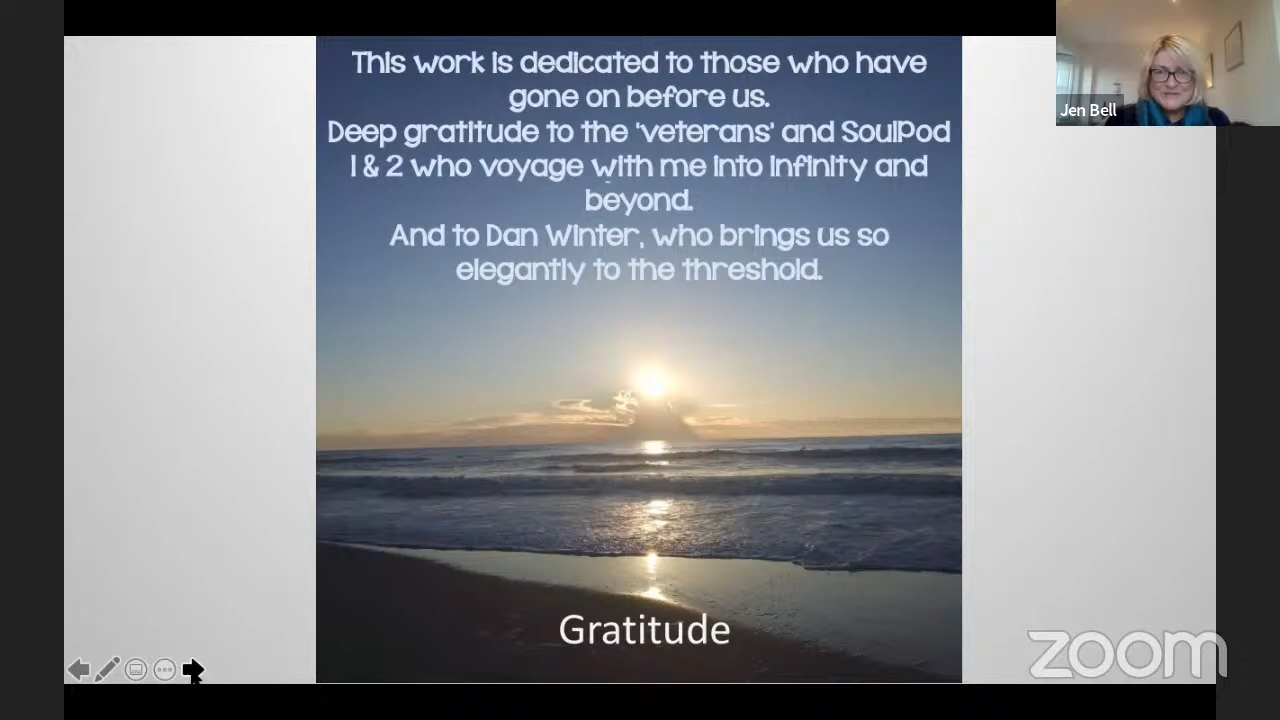 This work is dedicated to those who have
gone on before us.
Deep gratitude to the 'veterans' and SoulPod
1 & 2 who voyage with me into infinity and
beyond.
And to Dan Winter, who brings us so
elegantly to the threshold.
Gratitude
Jen Bell
zoom